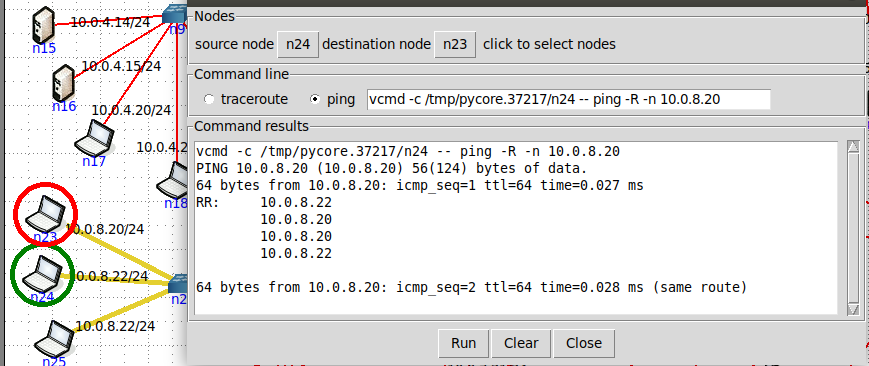 10.0.4.14/24
n15
n9
10.0.4.15/24
n16
10.0.4.20/24
n17
10.0.4.2
n18
n23
10.0.8.20/24
10.0.8.22/24
n24
n2
10.0.8.22/24
n25
Nodes
source node n24 destination node n23 click to select nodes
Command line
traceroute ping vcmd -c /tmp/pycore.37217/n24 -- ping -R -n 10.0.8.20
Command results
vcmd -c /tmp/pycore.37217/n24 -- ping -R -n 10.0.8.20
PING 10.0.8.20 (10.0.8.20) 56(124) bytes of data.
64 bytes from 10.0.8.20: icmp_seq=1 ttl=64 time=0.027 ms
RR: 10.0.8.22
10.0.8.20
10.0.8.20
10.0.8.22
64 bytes from 10.0.8.20: icmp_seq=2 ttl=64 time=0.028 ms (same route)
Run Clear Close